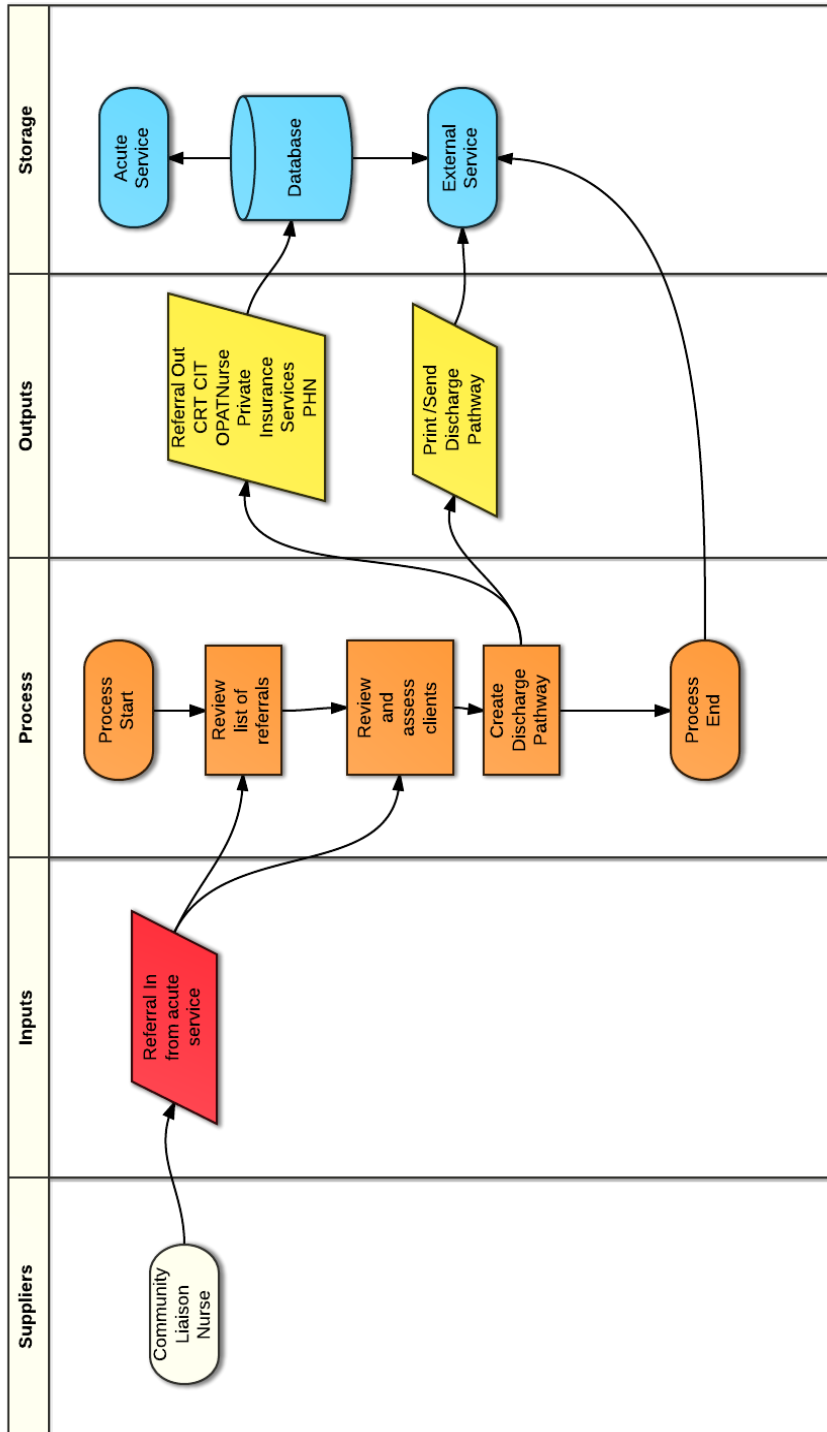 Suppliers
Inputs
Process
Outputs
Storage
Community
Liaison
Nurse
Referral In
from acute
service
Process
Start
Review
list of
referrals
Review
and
assess
clients
Create
Discharge
Pathway
Process
End
Referral Out
CRT CIT
OPATNurse
Private
Insurance
Services
PHN
Print /Send
Discharge
Pathway
Acute
Service
Database
External
Service